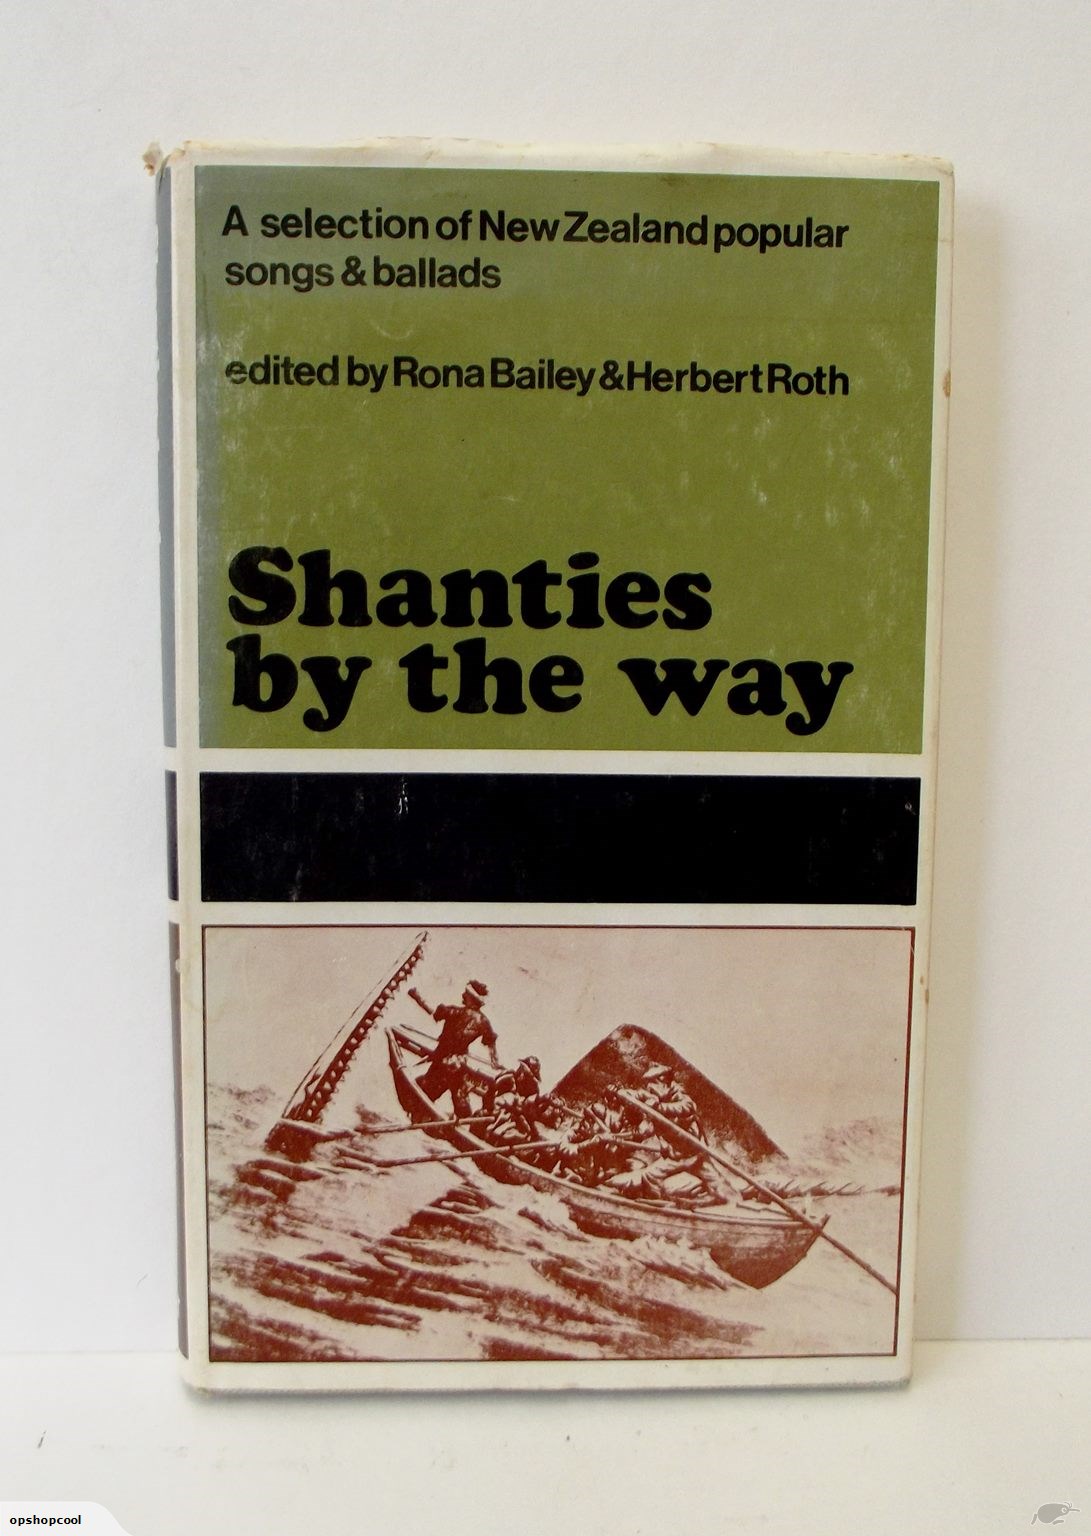 A selection of New Zealand popular
songs & ballads
edited by Rona Bailey & Herbert Roth
Shanties
by the way
opshopcool